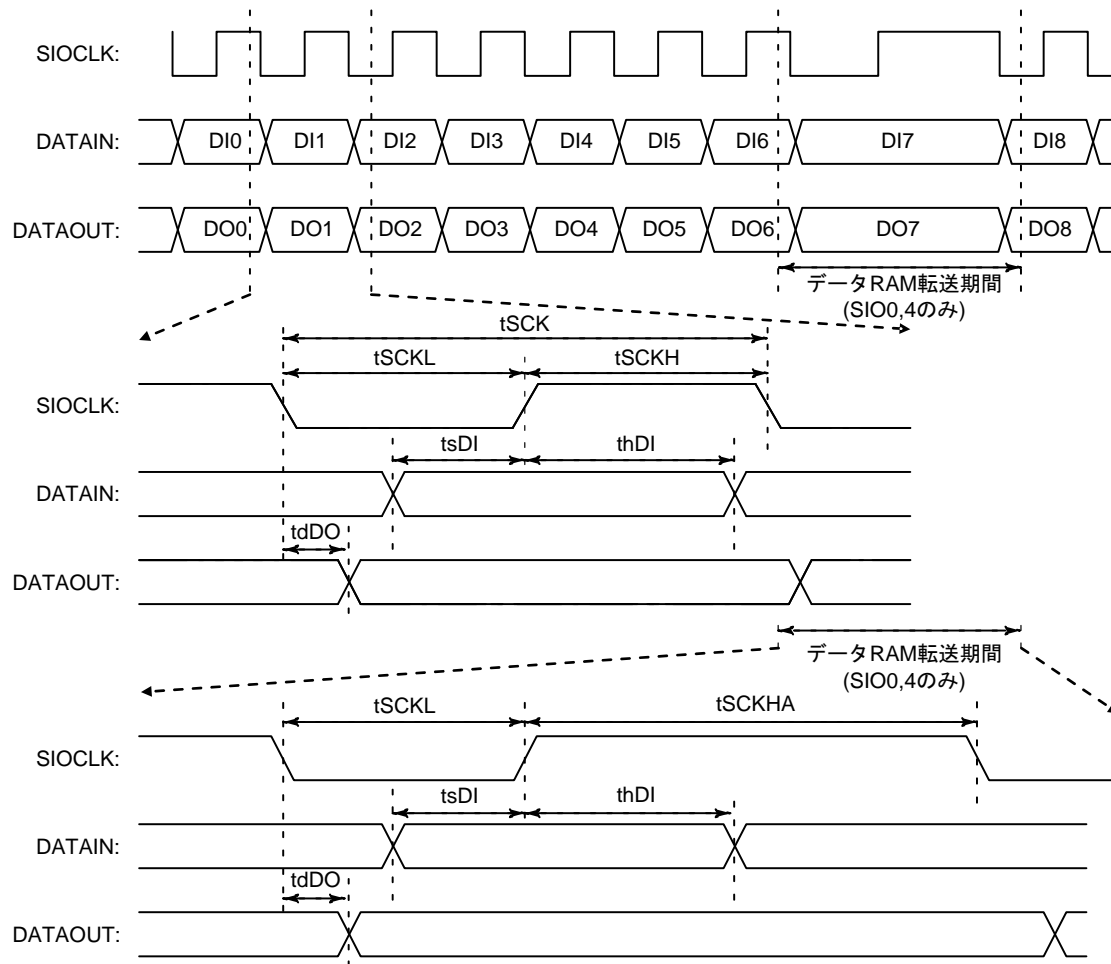 SIOCLK:
DATAIN: DI0 DI1 DI2 DI3 DI4 DI5 DI6 DI7 DI8
DATAOUT: DO0 DO1 DO2 DO3 DO4 DO5 DO6 DO7 DO8
データRAM転送期間
(SIO0,4のみ)
tSCK
tSCKL tSCKH
SIOCLK:
tsDI thDI
DATAIN:
tdDO
DATAOUT:
データRAM転送期間
(SIO0,4のみ)
tSCKL tSCKHA
SIOCLK:
tsDI thDI
DATAIN:
tdDO
DATAOUT: